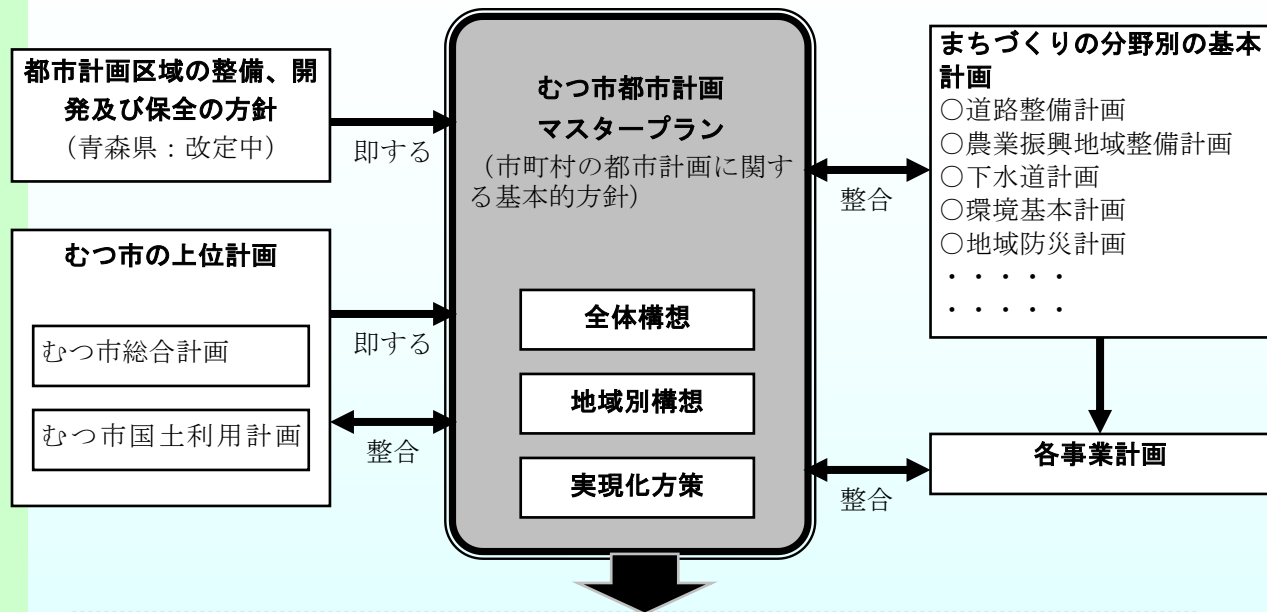 都市計画区域の整備、開
発及び保全の方針
(青森県:改定中)
即する
むつ市の上位計画
むつ市総合計画
むつ市国土利用計画
即する
整合
むつ市都市計画
マスタープラン
(市町村の都市計画に関す
る基本的方針)
全体構想
地域別構想
実現化方策
整合
整合
まちづくりの分野別の基本
計画
○道路整備計画
○農業振興地域整備計画
○下水道計画
○環境基本計画
○地域防災計画
・・・・・
・・・・・
各事業計画